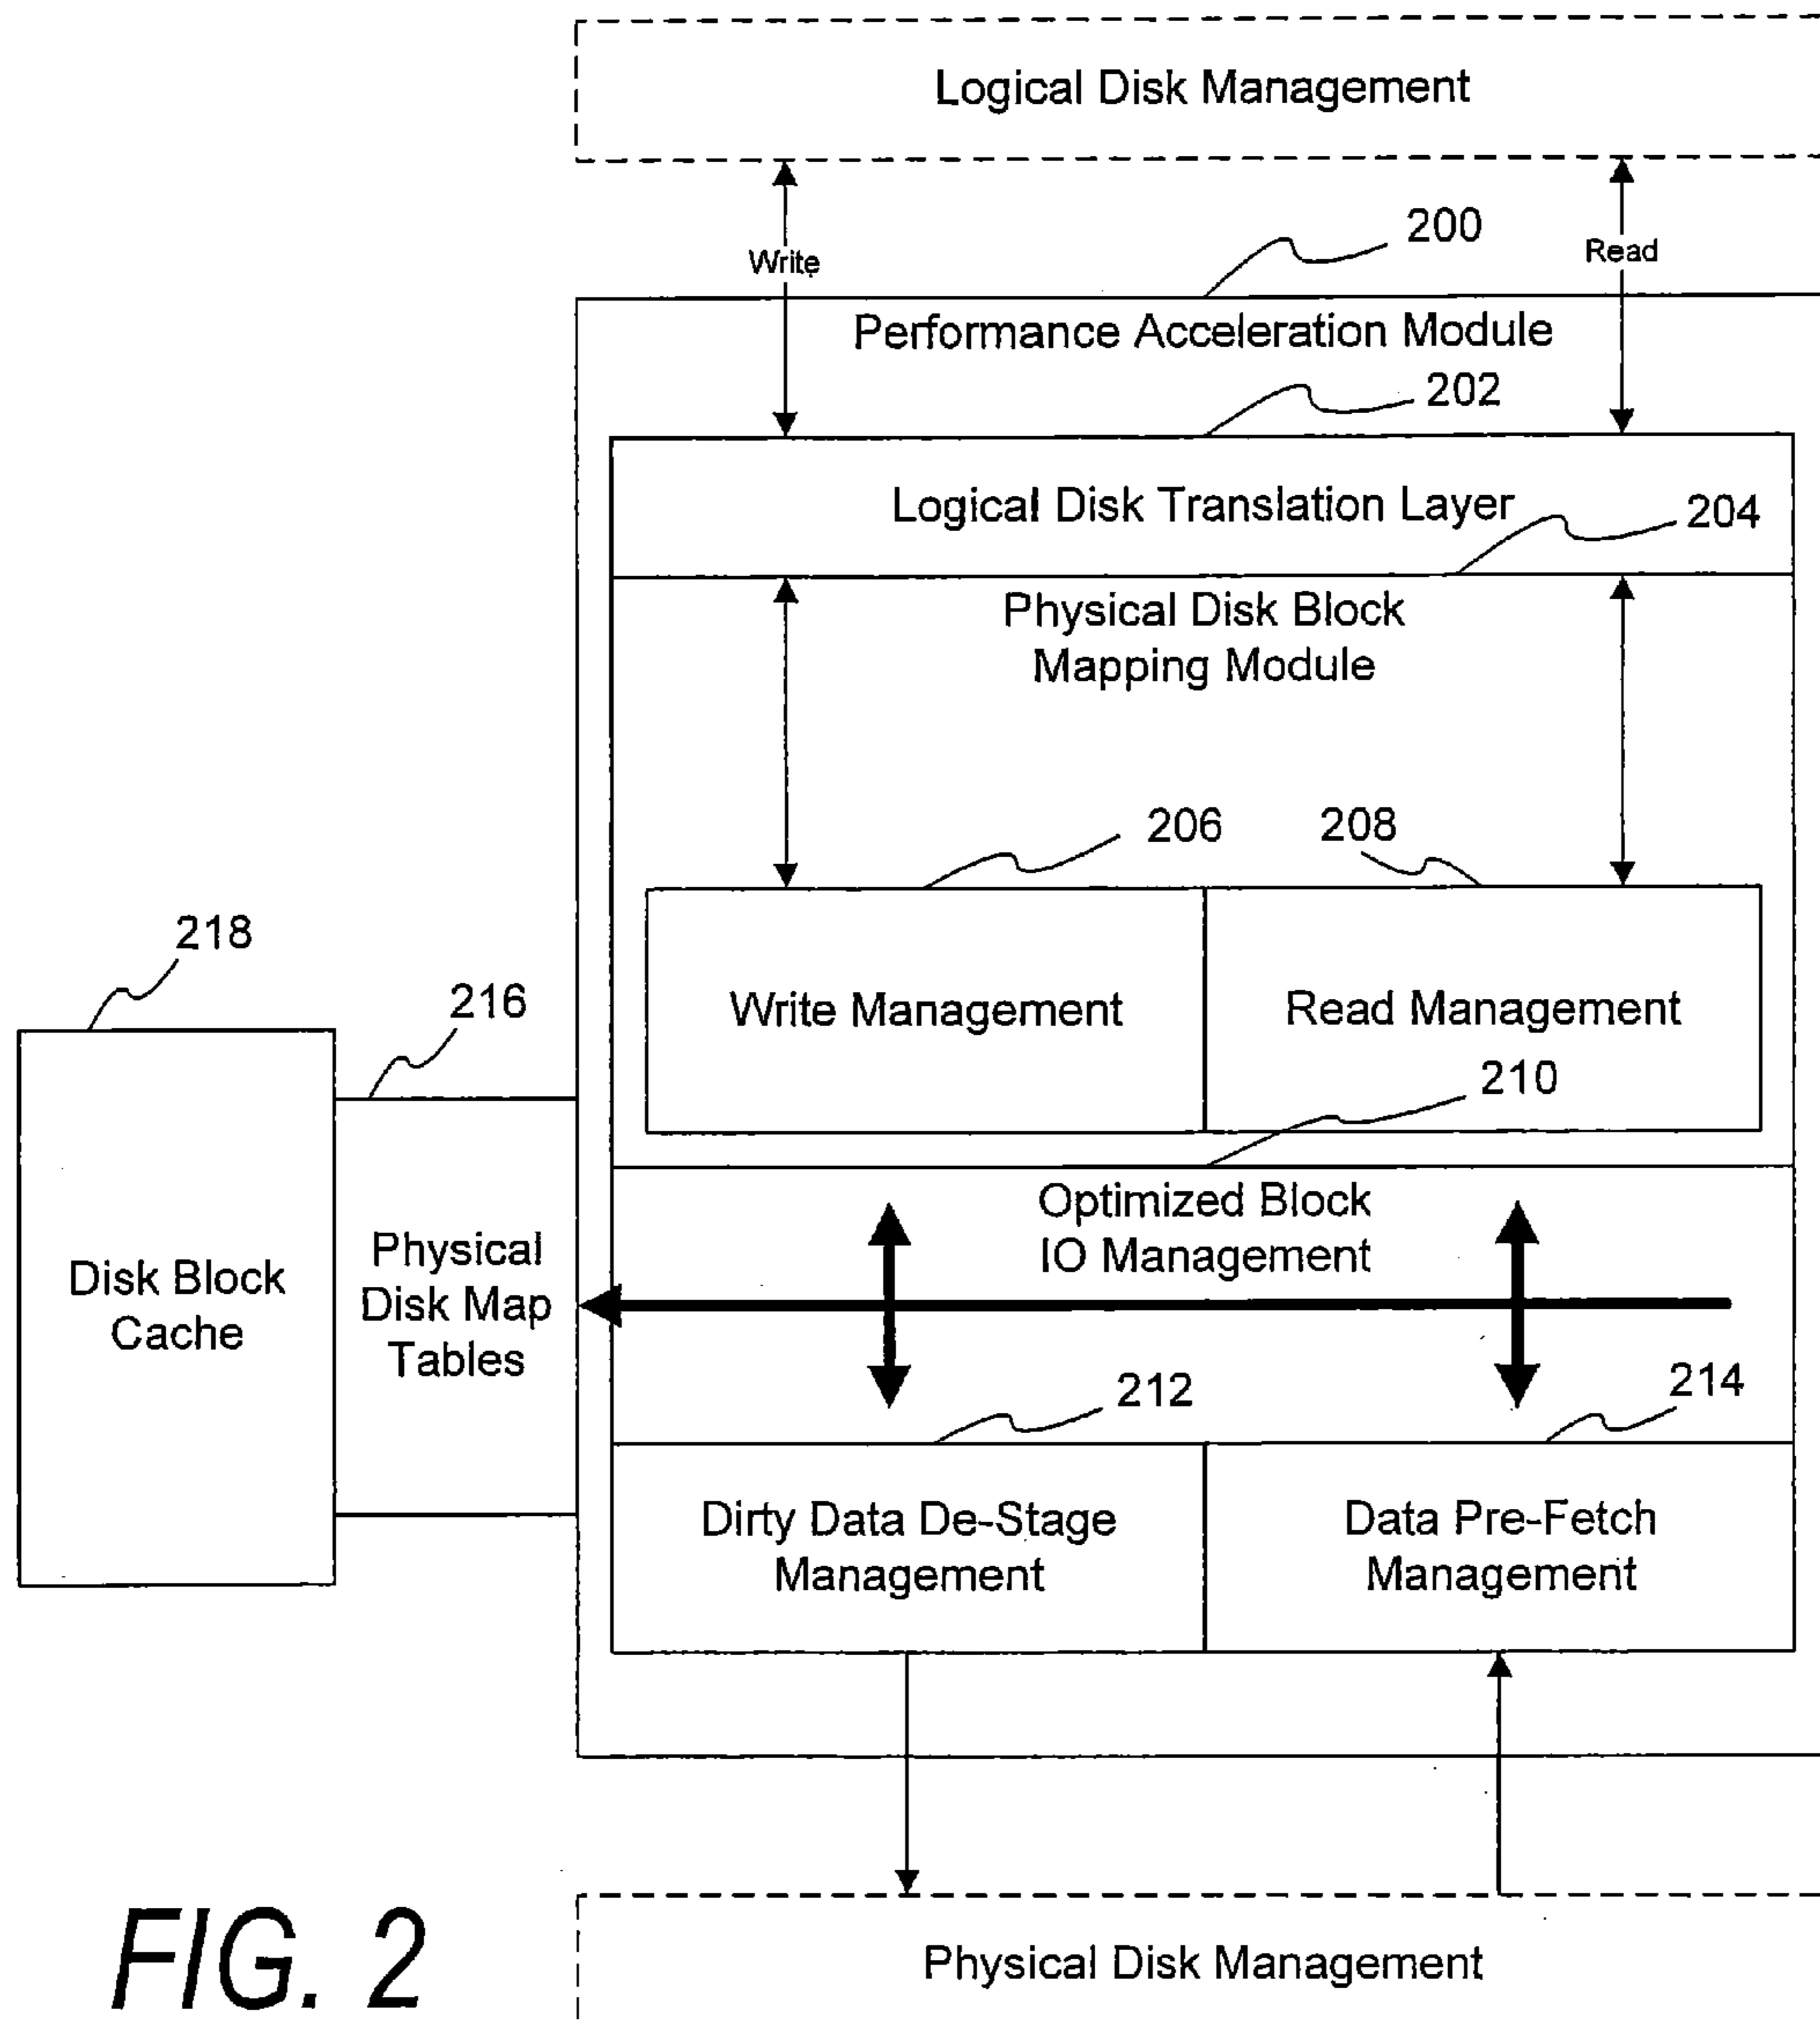 Logical Disk Management
200
Write
Read
Performance Acceleration Module
202
Logical Disk Translation Layer
204
Physical Disk Block
Mapping Module
206
208
218
216
Write Management
Read Management
210
Optimized Block
IO Management
Physical
Disk Map
Tables
Disk Block
Cache
212
214
Dirty Data De-Stage
Management
Data Pre-Fetch
Management
FIG. 2
Physical Disk Management